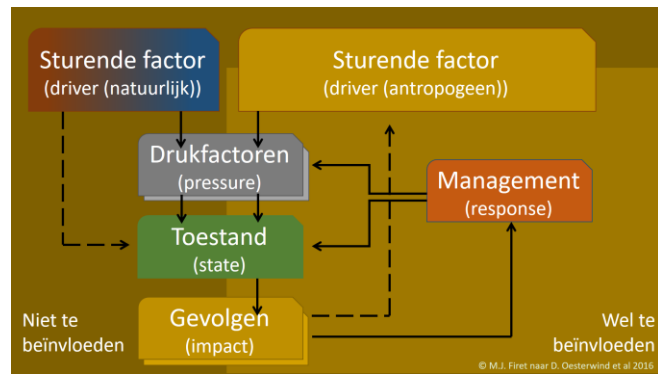 Sturende factor
(driver (natuurlijk))
Sturende factor
(driver (antropogeen))
Drukfactoren
(pressure)
Management
(response)
Toestand
(state)
Gevolgen
(impact)
Niet te
beïnvloeden
Wel te
beïnvloeden
© M.J. Firet naar D. Oesterwind et al 2016